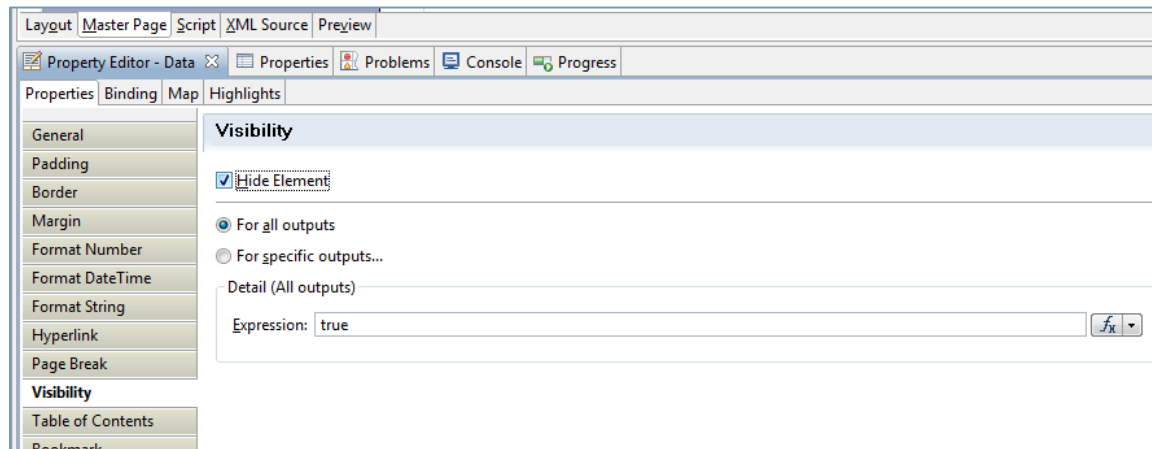 Layout Master Page Script XML Source Preview
Property Editor - Data Properties Problems Console Progress
Properties Binding Map Highlights
General
Visibility
Padding
Hide Element
Border
Margin
For all outputs
Format Number
For specific outputs...
Format DateTime
Detail (All outputs)
Format String
Expression: true fx
Hyperlink
Page Break
Visibility
Table of Contents
Bookmark